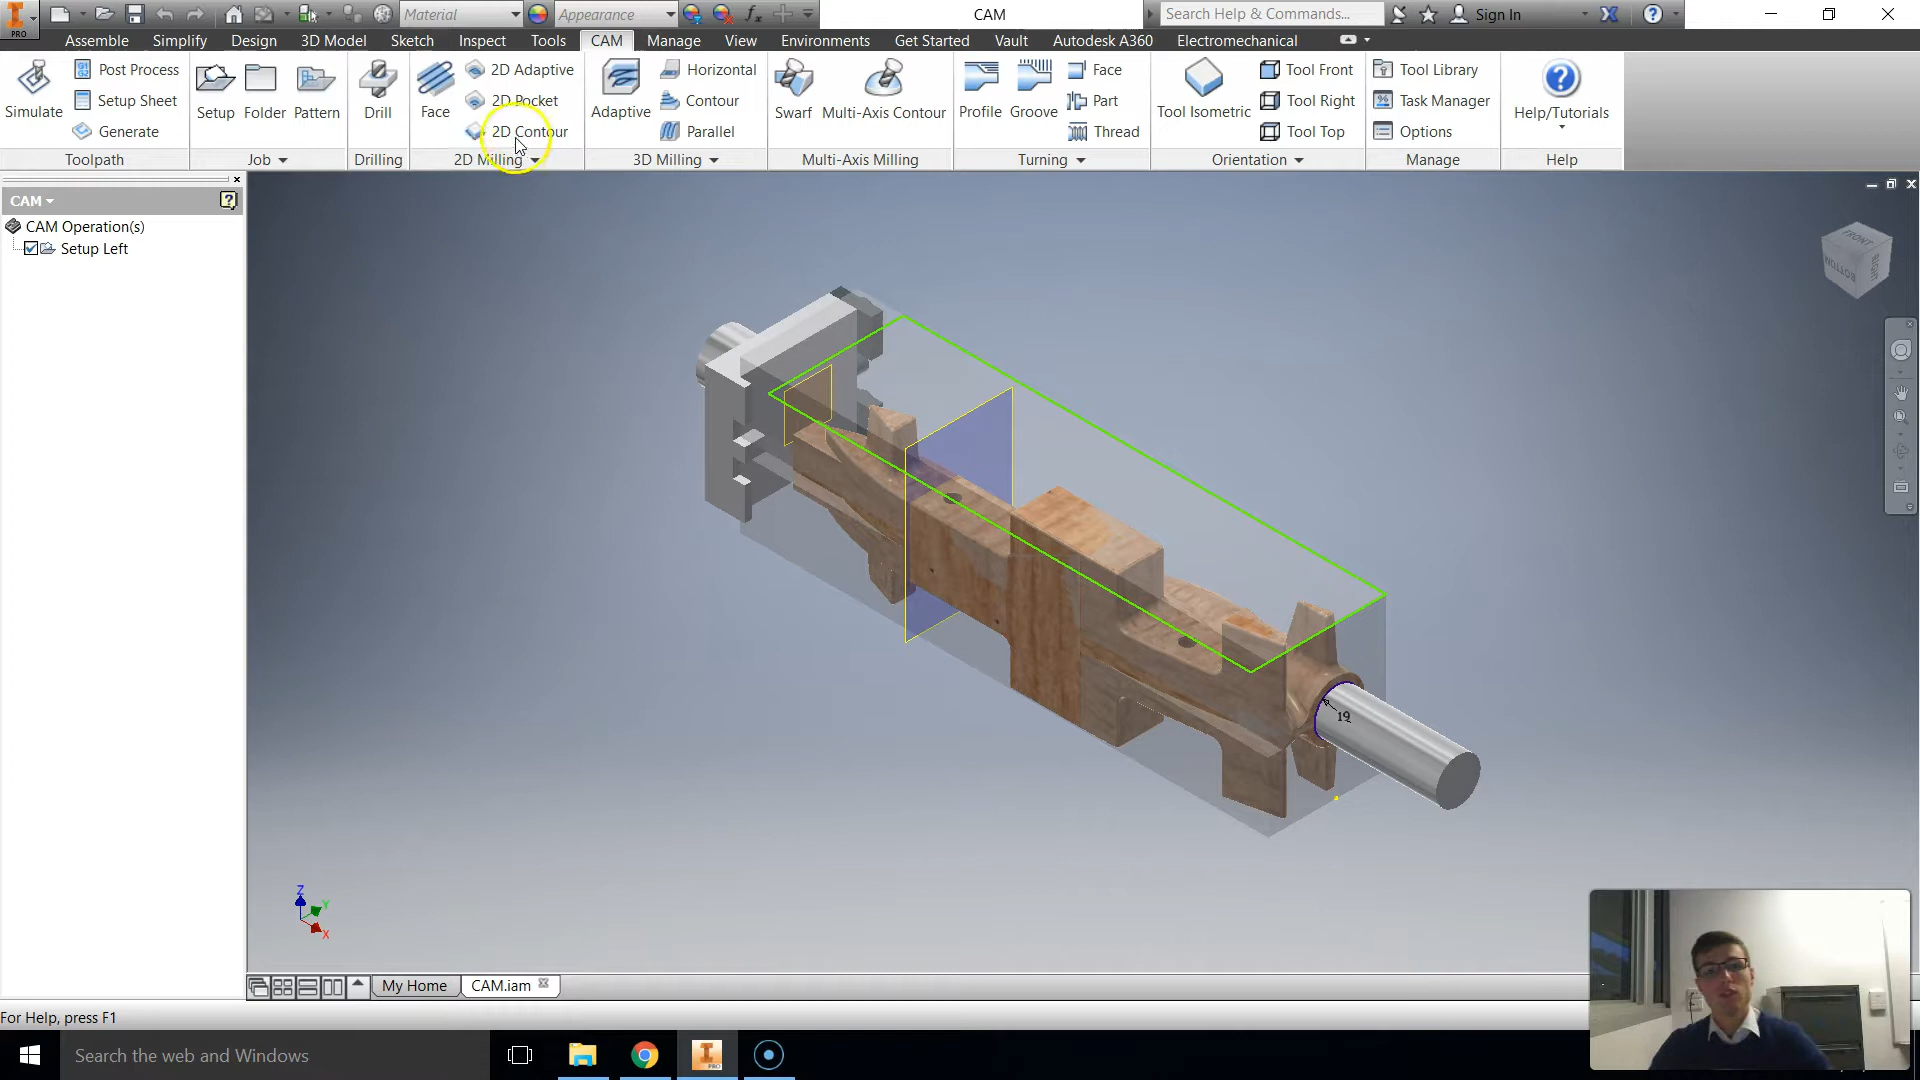 PRO
Material
Appearance
CAM
Search Help & Commands...
Sign In
Assemble
Simplify
Design
3D Model
Sketch
Inspect
Tools
CAM
Manage
View
Environments
Get Started
Vault
Autodesk A360
Electromechanical
Simulate
Post Process
Setup Sheet
Generate
Toolpath
Setup
Folder
Pattern
Job
Drill
Drilling
Face
2D Adaptive
2D Pocket
2D Contour
2D Milling
Adaptive
Horizontal
Contour
Parallel
3D Milling
Swarf
Multi-Axis Contour
Multi-Axis Milling
Profile
Groove
Face
Part
Thread
Turning
Tool Isometric
Tool Front
Tool Right
Tool Top
Orientation
Tool Library
Task Manager
Options
Manage
Help/Tutorials
Help
CAM
CAM Operation(s)
Setup Left
FRONT
RIGHT
BOTTOM
19
Z
Y
X
My Home
CAM.iam
For Help, press F1
Search the web and Windows
PRO